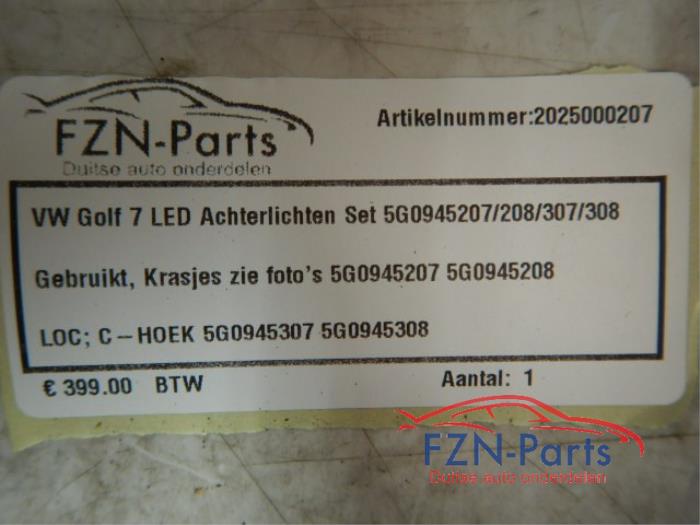 FZN-Parts
Duitse auto onderdelen
Artikelnummer:2025000207
VW Golf 7 LED Achterlichten Set 5G0945207/208/307/308
Gebruikt, Krasjes zie foto's 5G0945207 5G0945208
LOC; C-HOEK 5G0945307 5G0945308
€ 399.00 BTW
Aantal: 1
FZN-Parts
Duitse auto onderdelen